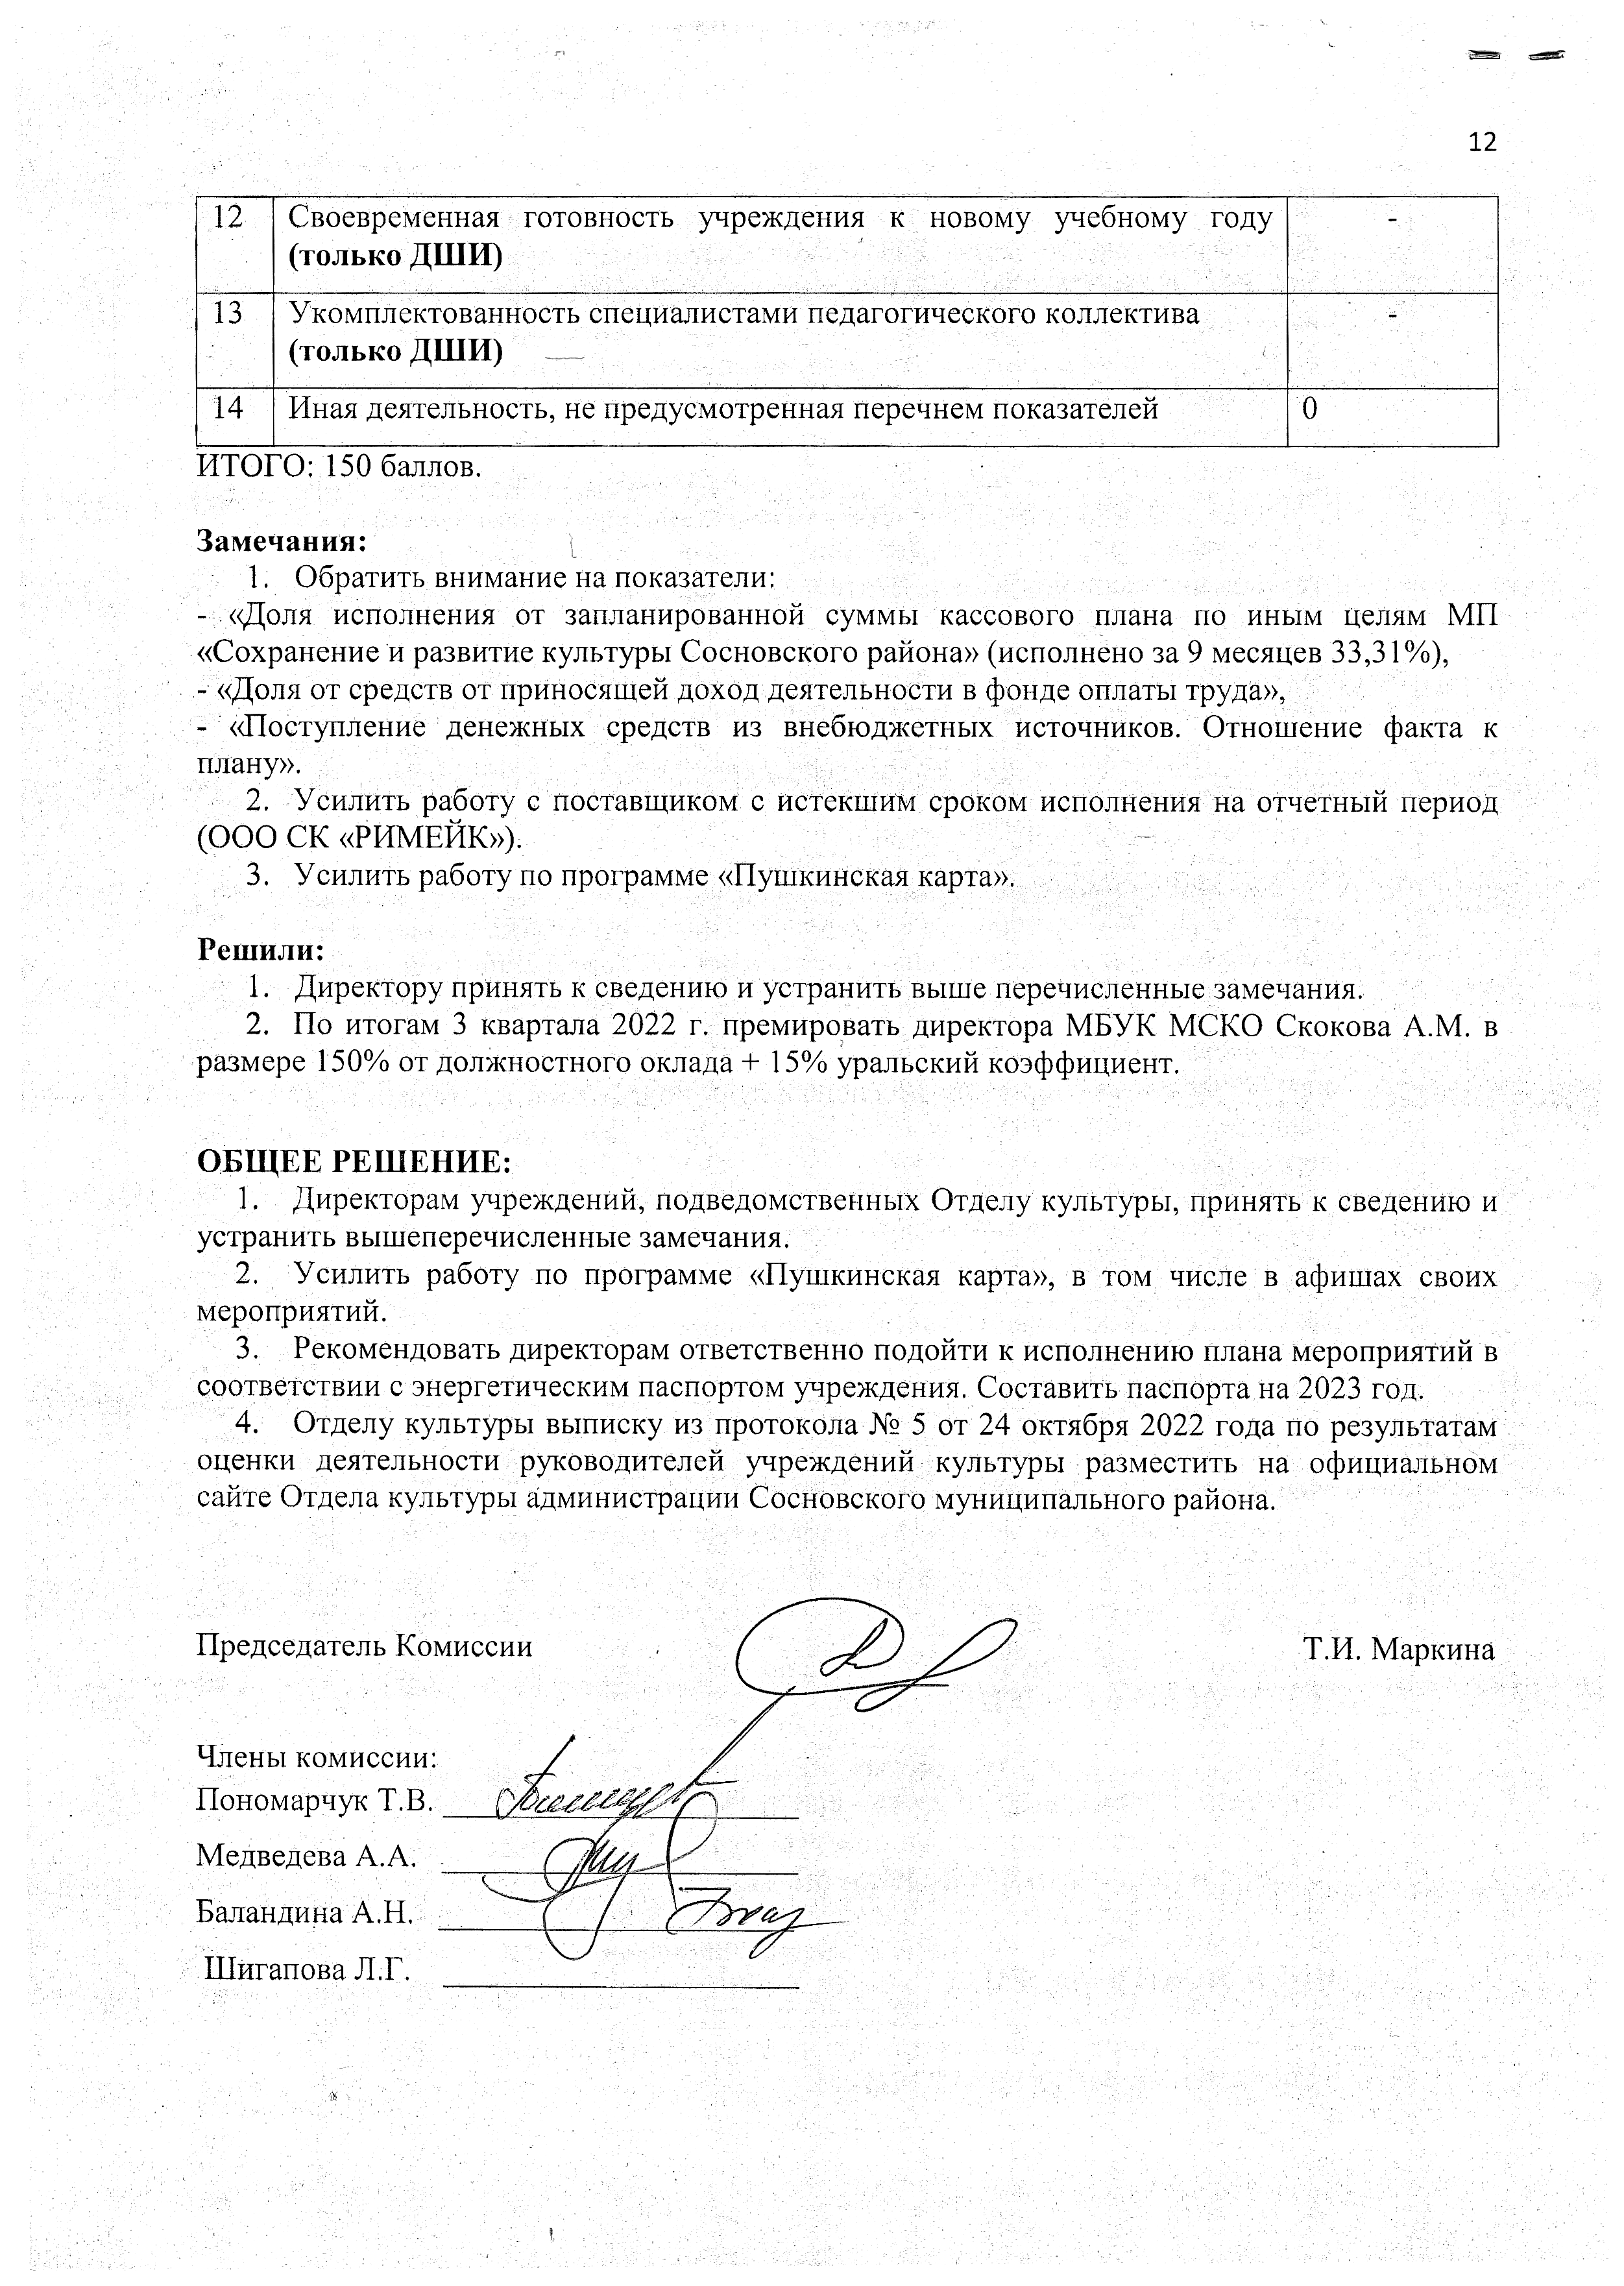 12
12 Своевременная готовность учреждения к новому учебному году -
(только ДШИ)
13 Укомплектованность специалистами педагогического коллектива -
(только ДШИ)
14 Иная деятельность, не предусмотренная перечнем показателей 0
ИТОГО: 150 баллов.
Замечания:
1. Обратить внимание на показатели:
- «Доля исполнения от запланированной суммы кассового плана по иным целям МП
«Сохранение и развитие культуры Сосновского района» (исполнено за 9 месяцев 33,31%),
- «Доля от средств от приносящей доход деятельности в фонде оплаты труда»,
- «Поступление денежных средств из внебюджетных источников. Отношение факта к
плану».
2. Усилить работу с поставщиком с истекшим сроком исполнения на отчетный период
(ООО СК «РИМЕЙК»).
3. Усилить работу по программе «Пушкинская карта».
Решили:
1. Директору принять к сведению и устранить выше перечисленные замечания.
2. По итогам 3 квартала 2022 г. премировать директора МБУК МСКО Скокова А.М. в
размере 150% от должностного оклада + 15% уральский коэффициент.
ОБЩЕЕ РЕШЕНИЕ:
1. Директорам учреждений, подведомственных Отделу культуры, принять к сведению и
устранить вышеперечисленные замечания.
2. Усилить работу по программе «Пушкинская карта», в том числе в афишах своих
мероприятий.
3. Рекомендовать директорам ответственно подойти к исполнению плана мероприятий в
соответствии с энергетическим паспортом учреждения. Составить паспорта на 2023 год.
4. Отделу культуры выписку из протокола № 5 от 24 октября 2022 года по результатам
оценки деятельности руководителей учреждений культуры разместить на официальном
сайте Отдела культуры администрации Сосновского муниципального района.
Председатель Комиссии Т.И. Маркина
Члены комиссии:
Пономарчук Т.В.
Медведева А.А.
Баландина А.Н.
Шигапова Л.Г.